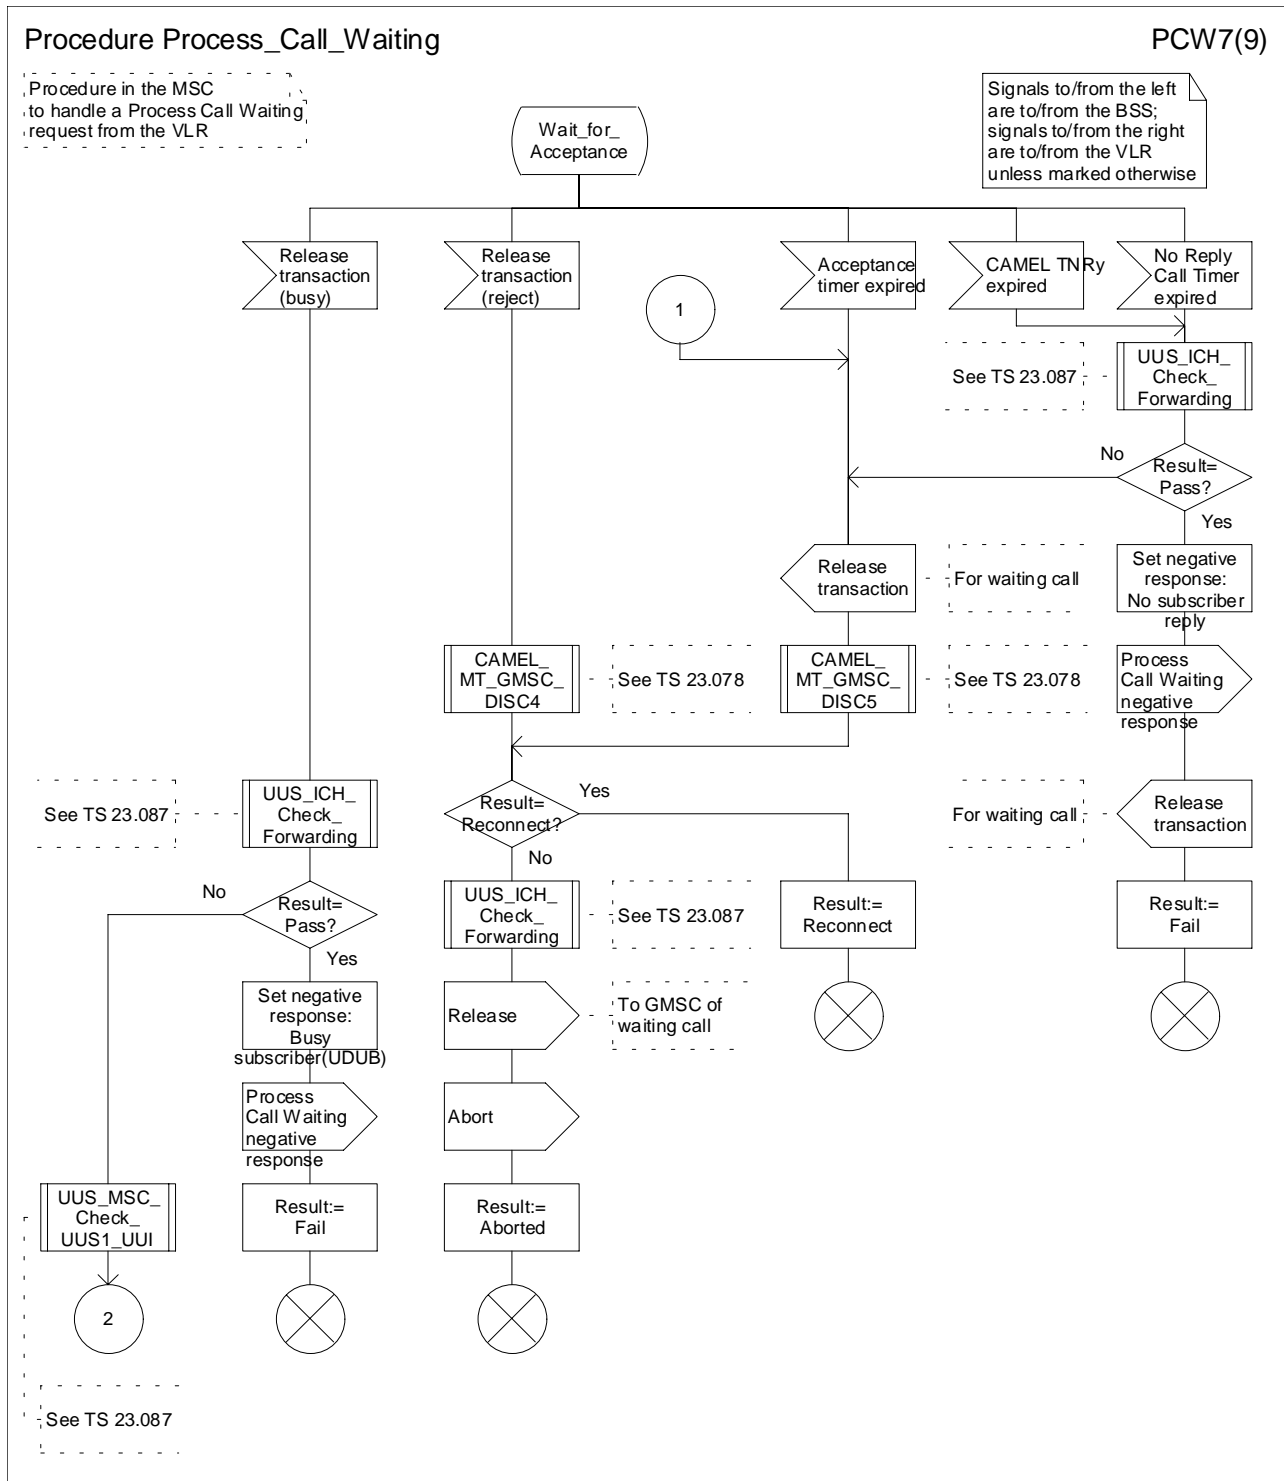 Procedure Process_Call_Waiting
PCW7(9)
Procedure in the MSC
to handle a Process Call Waiting
request from the VLR
Signals to/from the left
are to/from the BSS;
signals to/from the right
are to/from the VLR
unless marked otherwise
Wait_for_
Acceptance
Release
transaction
(busy)
Release
transaction
(reject)
Acceptance
timer expired
CAMEL TNRy
expired
No Reply
Call Timer
expired
1
See TS 23.087
UUS_ICH_
Check_
Forwarding
No
Result=
Pass?
Yes
Release
transaction
For waiting call
Set negative
response:
No subscriber
reply
CAMEL_
MT_GMSC_
DISC4
See TS 23.078
CAMEL_
MT_GMSC_
DISC5
See TS 23.078
Process
Call Waiting
negative
response
See TS 23.087
UUS_ICH_
Check_
Forwarding
Result=
Reconnect?
Yes
No
For waiting call
Release
transaction
No
Result=
Pass?
Yes
UUS_ICH_
Check_
Forwarding
See TS 23.087
Result:=
Reconnect
Result:=
Fail
Set negative
response:
Busy
subscriber(UDUB)
Release
To GMSC of
waiting call
Process
Call Waiting
negative
response
Abort
UUS_MSC_
Check_
UUS1_UUI
Result:=
Fail
Result:=
Aborted
2
See TS 23.087